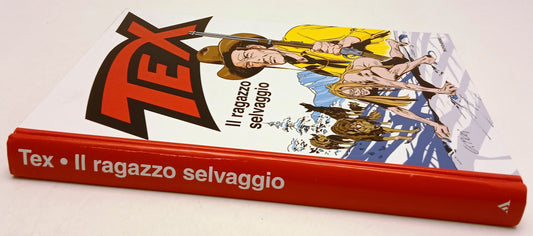 TEX
Il ragazzo
selvaggio
Tex • Il ragazzo selvaggio